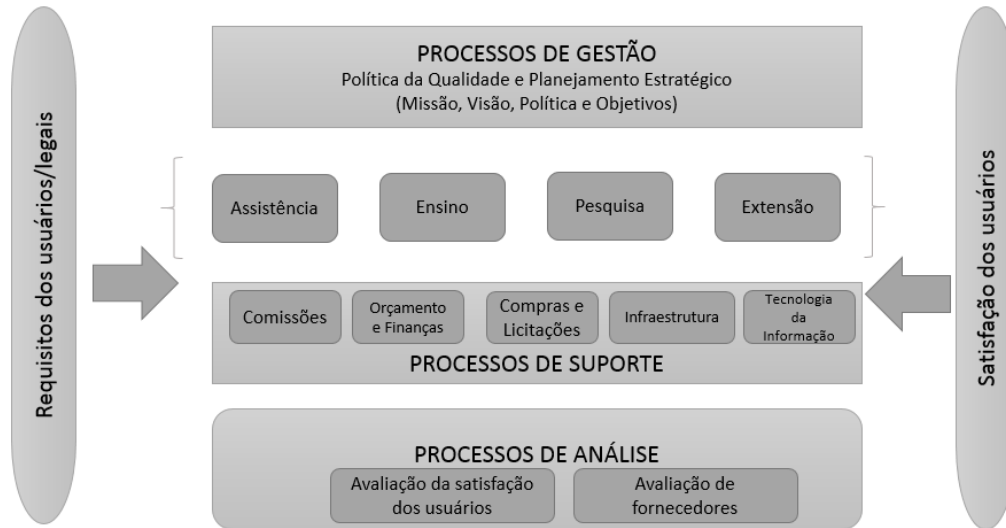 Requisitos dos usuários/legais
PROCESSOS DE GESTÃO
Política da Qualidade e Planejamento Estratégico
(Missão, Visão, Política e Objetivos)
Assistência
Ensino
Pesquisa
Extensão
Comissões
Orçamento
e Finanças
Compras e
Licitações
Infraestrutura
Tecnologia
da
Informação
PROCESSOS DE SUPORTE
PROCESSOS DE ANÁLISE
Avaliação da satisfação
dos usuários
Avaliação de
fornecedores
Satisfação dos usuários